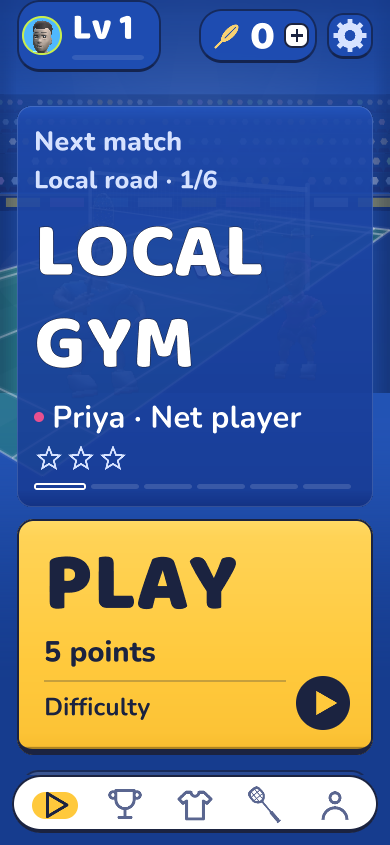 Lv 1
0
Next match
Local road · 1/6
LOCAL
GYM
Priya · Net player
PLAY
5 points
Difficulty